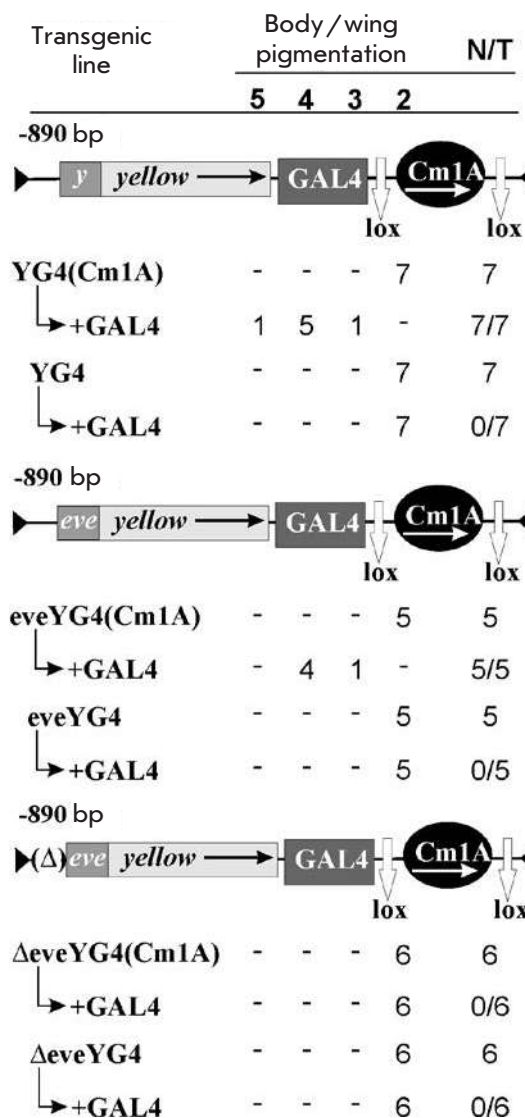 Transgenic line Body/wing pigmentation N/T
5 4 3 2
-890 bp
y yellow GAL4 Cm1A
lox lox
YG4(Cm1A) - - - 7 7
+GAL4 1 5 1 - 7/7
YG4 - - - 7 7
+GAL4 - - - 7 0/7
-890 bp
eve yellow GAL4 Cm1A
lox lox
eveYG4(Cm1A) - - - 5 5
+GAL4 - 4 1 - 5/5
eveYG4 - - - 5 5
+GAL4 - - - 5 0/5
-890 bp
(Δ) eve yellow GAL4 Cm1A
lox lox
ΔeveYG4(Cm1A) - - - 6 6
+GAL4 - - - 6 0/6
ΔeveYG4 - - - 6 6
+GAL4 - - - 6 0/6